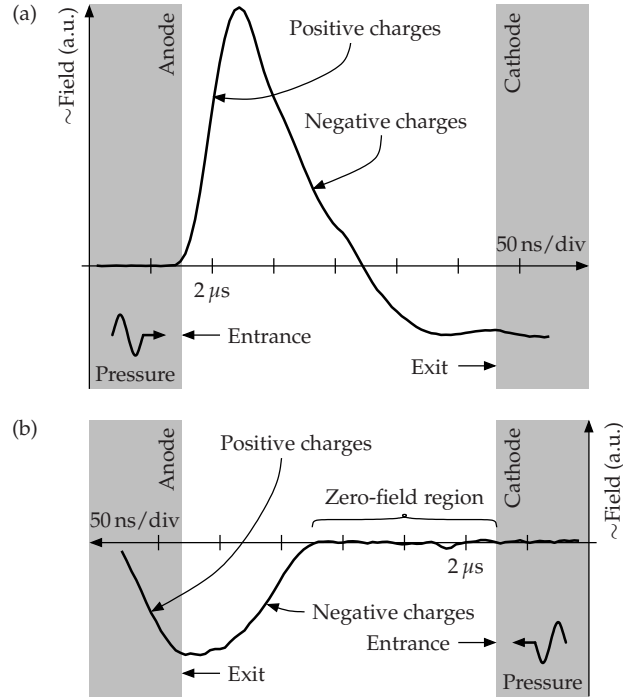 (a)
~Field (a.u.)
Anode
Positive charges
Negative charges
Cathode
50 ns/div
2 μs
Entrance
Exit
Pressure
(b)
Anode
Positive charges
Cathode
~Field (a.u.)
Zero-field region
50 ns/div
2 μs
Negative charges
Entrance
Exit
Pressure